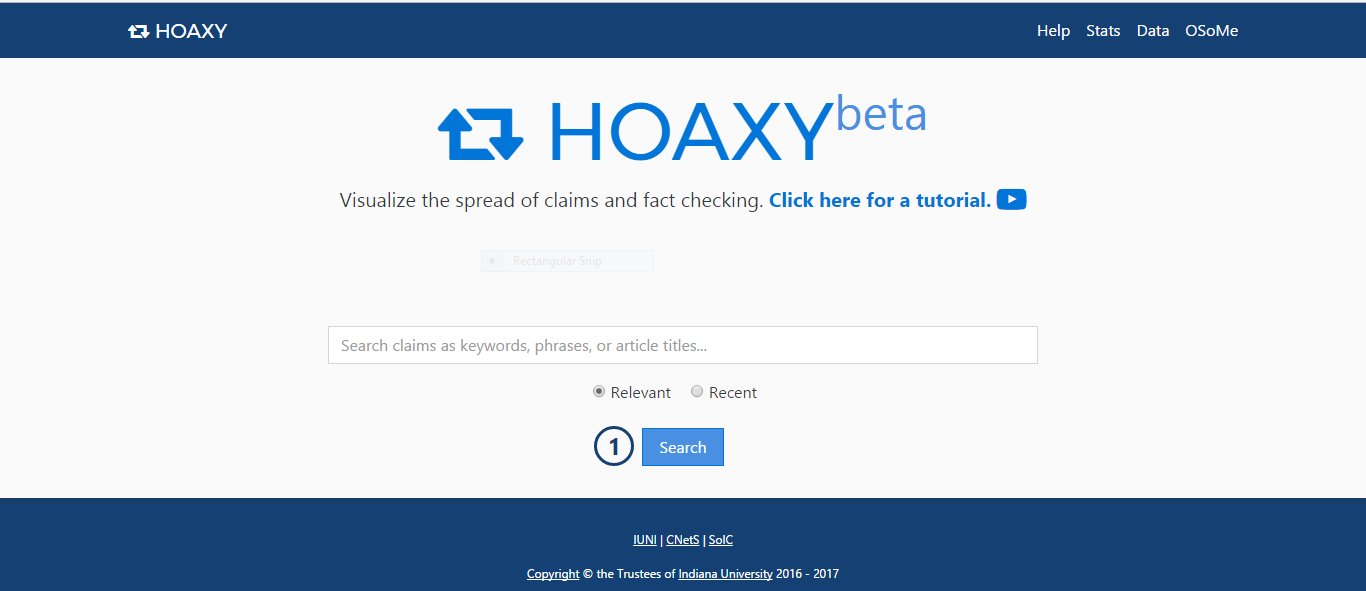 HOAXY
Help Stats Data OSoMe
HOAXY beta
Visualize the spread of claims and fact checking. Click here for a tutorial.
Rectangular Snip
Search claims as keywords, phrases, or article titles...
Relevant Recent
1 Search
IUNI | CNetS | SoIC
Copyright © the Trustees of Indiana University 2016 - 2017